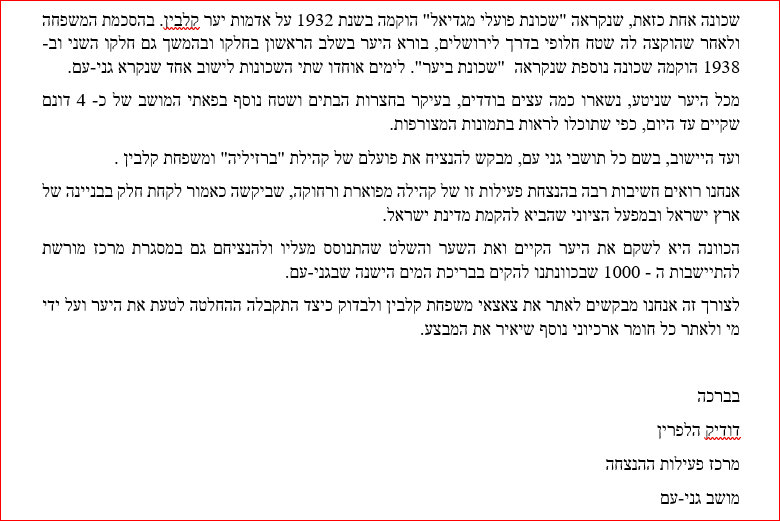 שכונה אחת כזאת, שנקראה "שכונת פועלי מגדיאל" הוקמה בשנת 1932 על אדמות יער קלבין. בהסכמת המשפחה
ולאחר שהוקצה לה שטח חלופי בדרך לירושלים, בורא היער בשלב הראשון בחלקו ובהמשך גם חלקו השני וב-
1938 הוקמה שכונה נוספת שנקראה "שכונת ביער". לימים אוחדו שתי השכונות לישוב אחד שנקרא גני-עם.
מכל היער שניטע, נשארו כמה עצים בודדים, בעיקר בחצרות הבתים ושטח נוסף בפאתי המושב של כ- 4 דונם
שקיים עד היום, כפי שתוכלו לראות בתמונות המצורפות.
ועד היישוב, בשם כל תושבי גני עם, מבקש להנציח את פועלם של קהילת "ברזיליה" ומשפחת קלבין .
אנחנו רואים חשיבות רבה בהנצחת פעילות זו של קהילה מפוארת ורחוקה, שביקשה כאמור לקחת חלק בבניינה של
ארץ ישראל ובמפעל הציוני שהביא להקמת מדינת ישראל.
הכוונה היא לשקם את היער הקיים ואת השער והשלט שהתנוסס מעליו ולהנציחם גם במסגרת מרכז מורשת
להתיישבות ה - 1000 שבכוונתנו להקים בבריכת המים הישנה שבגני-עם.
לצורך זה אנחנו מבקשים לאתר את צאצאי משפחת קלבין ולבדוק כיצד התקבלה ההחלטה לטעת את היער ועל ידי
מי ולאתר כל חומר ארכיוני נוסף שיאיר את המבצע.
בברכה
דודיק הלפרין
מרכז פעילות ההנצחה
מושב גני-עם